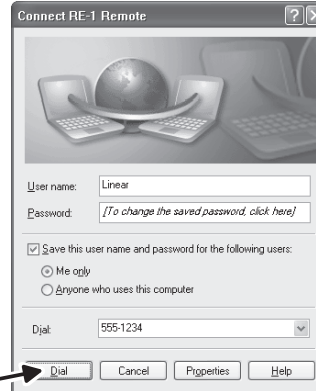 Connect RE-1 Remote
User name: Linear
Password: [To change the saved password, click here]
Save this user name and password for the following users:
Me only
Anyone who uses this computer
Dial: 555-1234
Dial Cancel Properties Help